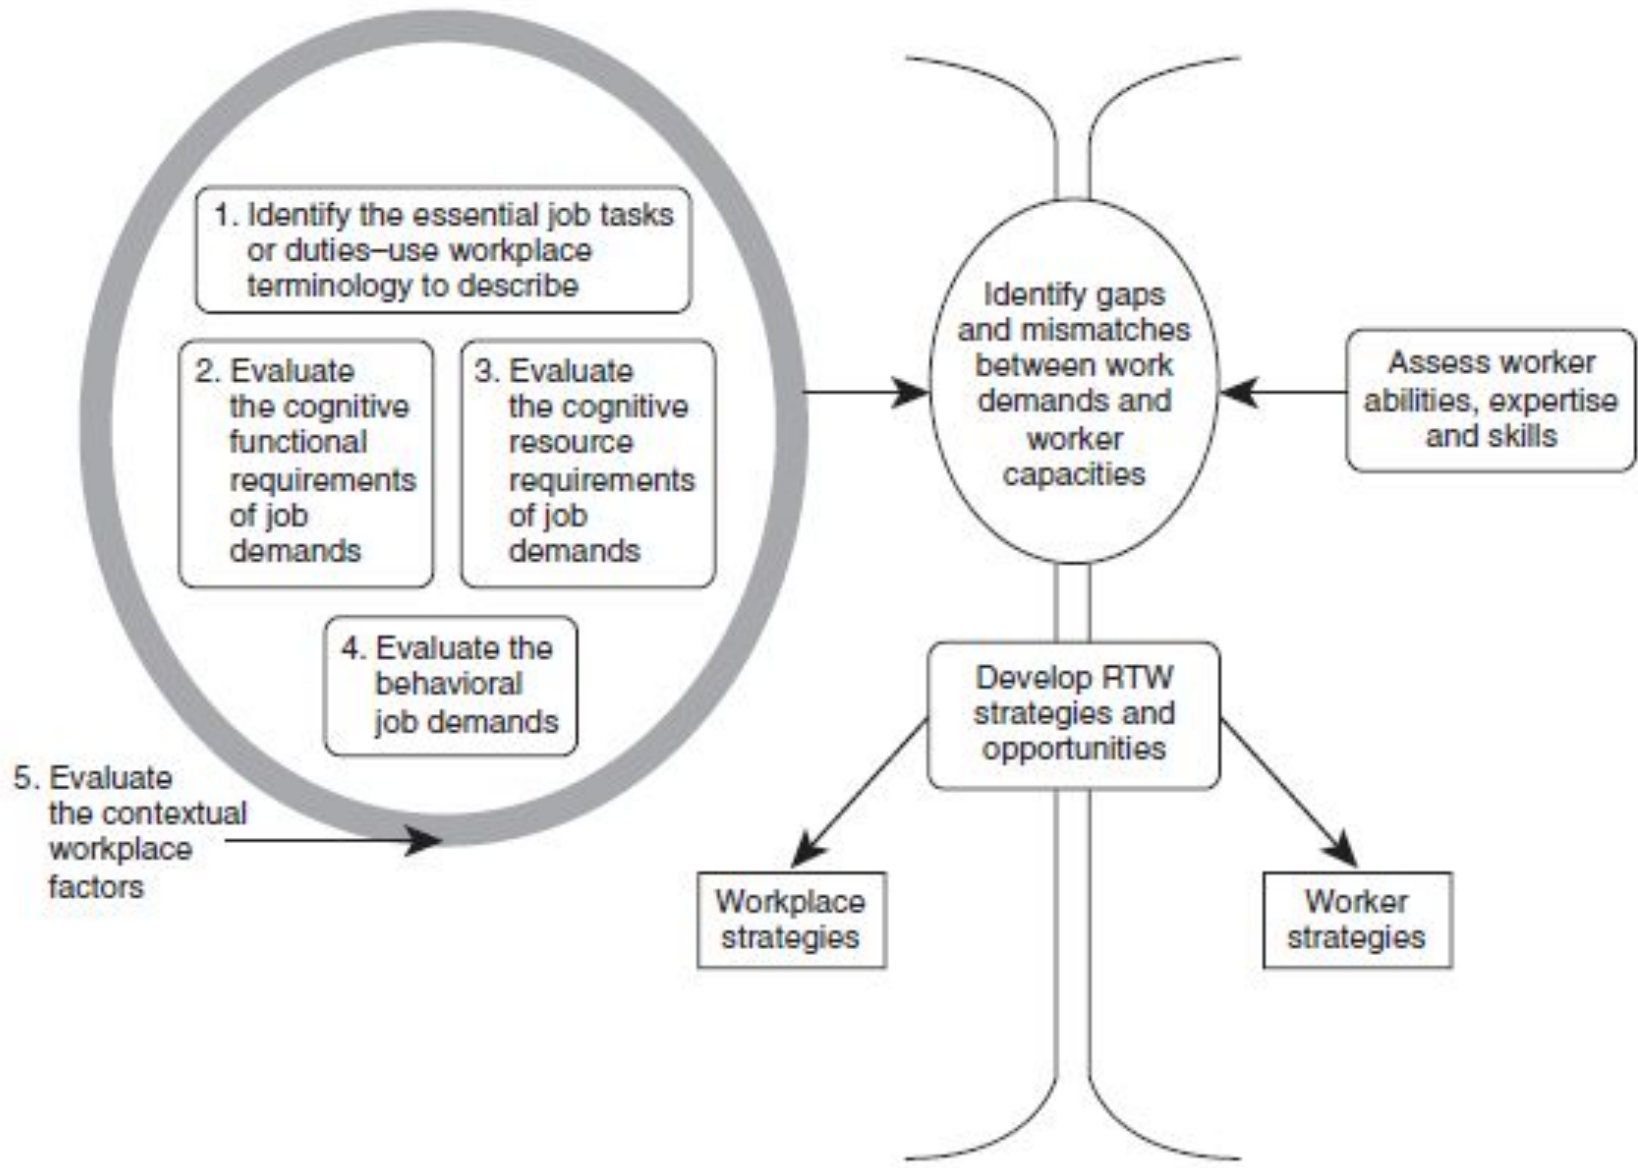 1. Identify the essential job tasks
or duties–use workplace
terminology to describe
2. Evaluate
the cognitive
functional
requirements
of job
demands
3. Evaluate
the cognitive
resource
requirements
of job
demands
4. Evaluate the
behavioral
job demands
5. Evaluate
the contextual
workplace
factors
Identify gaps
and mismatches
between work
demands and
worker
capacities
Assess worker
abilities, expertise
and skills
Develop RTW
strategies and
opportunities
Workplace
strategies
Worker
strategies